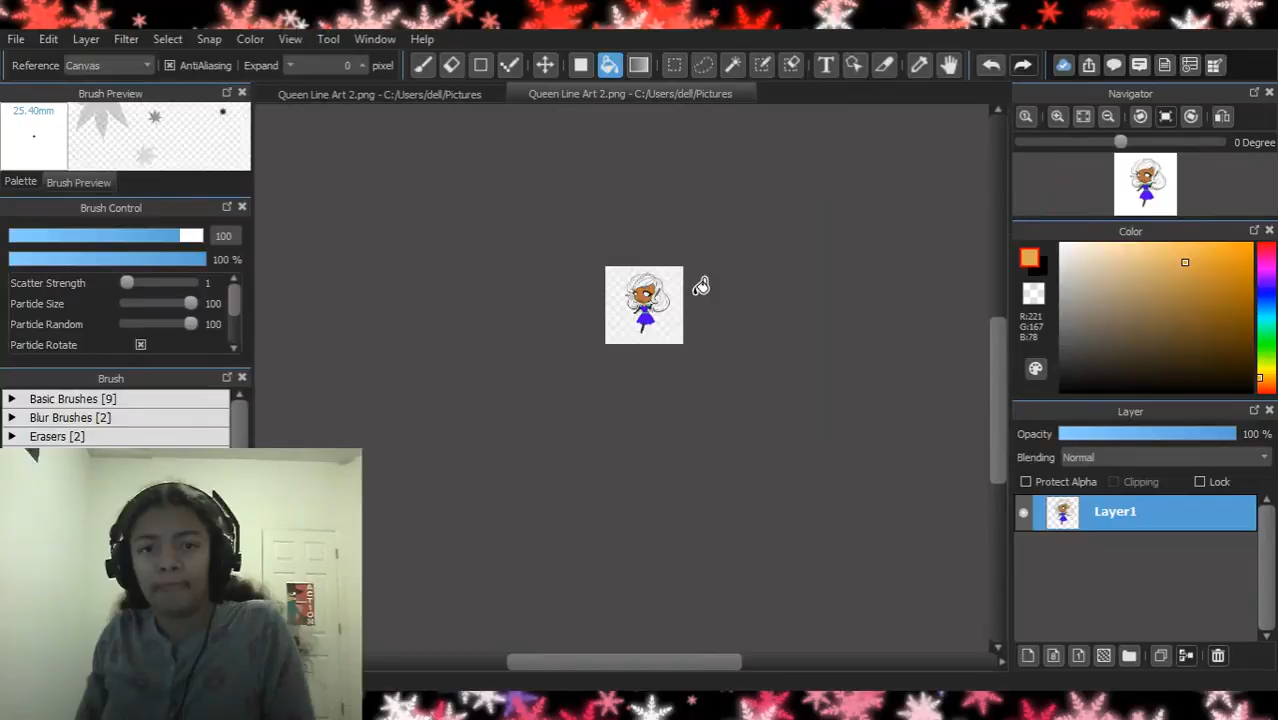 File Edit Layer Filter Select Snap Color View Tool Window Help
Reference Canvas AntiAliasing Expand 0 pixel T
Brush Preview
25.40mm
Palette Brush Preview
Brush Control
100
100 %
Scatter Strength 1
Particle Size 100
Particle Random 100
Particle Rotate
Brush
Basic Brushes [9]
Blur Brushes [2]
Erasers [2]
Queen Line Art 2.png - C:/Users/dell/Pictures Queen Line Art 2.png - C:/Users/dell/Pictures
Navigator
0 Degree
Color
R:221
G:167
B:78
Layer
Opacity 100 %
Blending Normal
Protect Alpha Clipping Lock
Layer1
ACTION